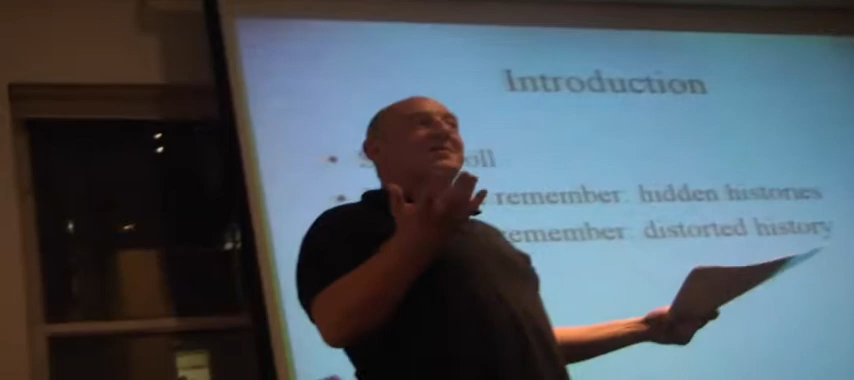 Introduction
• oll
• remember: hidden histories
remember: distorted history